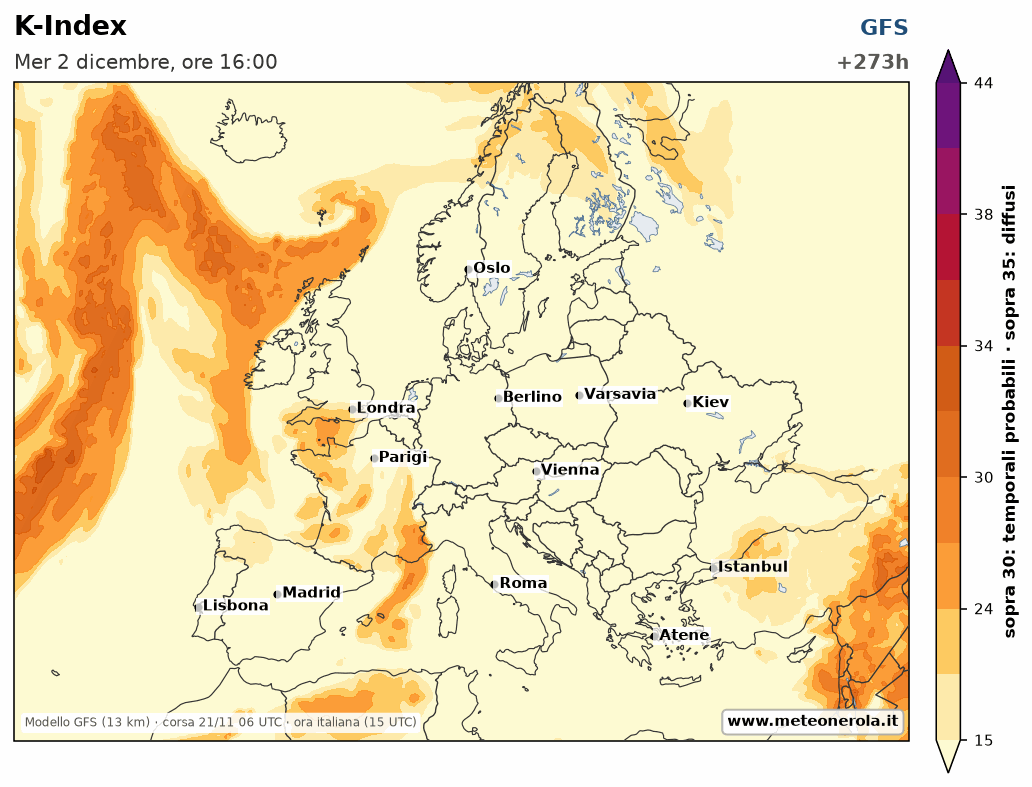 K-Index
GFS
Mer 2 dicembre, ore 16:00
+273h
44
38
34
30
24
15
sopra 30: temporali probabili · sopra 35: diffusi
Oslo
Berlino
Varsavia
Kiev
Londra
Parigi
Vienna
Istanbul
Roma
Madrid
Lisbona
Atene
Modello GFS (13 km) · corsa 21/11 06 UTC · ora italiana (15 UTC)
www.meteonerola.it